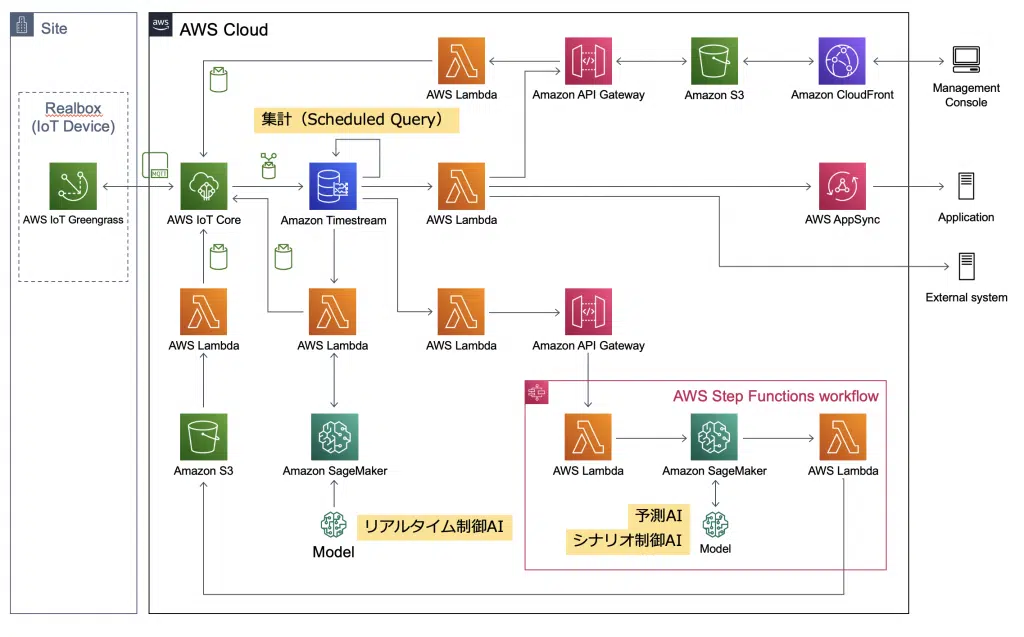 Site
aws
AWS Cloud
AWS Lambda
Amazon API Gateway
Amazon S3
Amazon CloudFront
Management
Console
Realbox
(IoT Device)
集計（Scheduled Query）
MQTT
AWS IoT Greengrass
AWS IoT Core
Amazon Timestream
AWS Lambda
AWS AppSync
Application
External system
AWS Lambda
AWS Lambda
AWS Lambda
Amazon API Gateway
AWS Step Functions workflow
Amazon S3
Amazon SageMaker
AWS Lambda
Amazon SageMaker
AWS Lambda
リアルタイム制御AI
Model
予測AI
シナリオ制御AI
Model